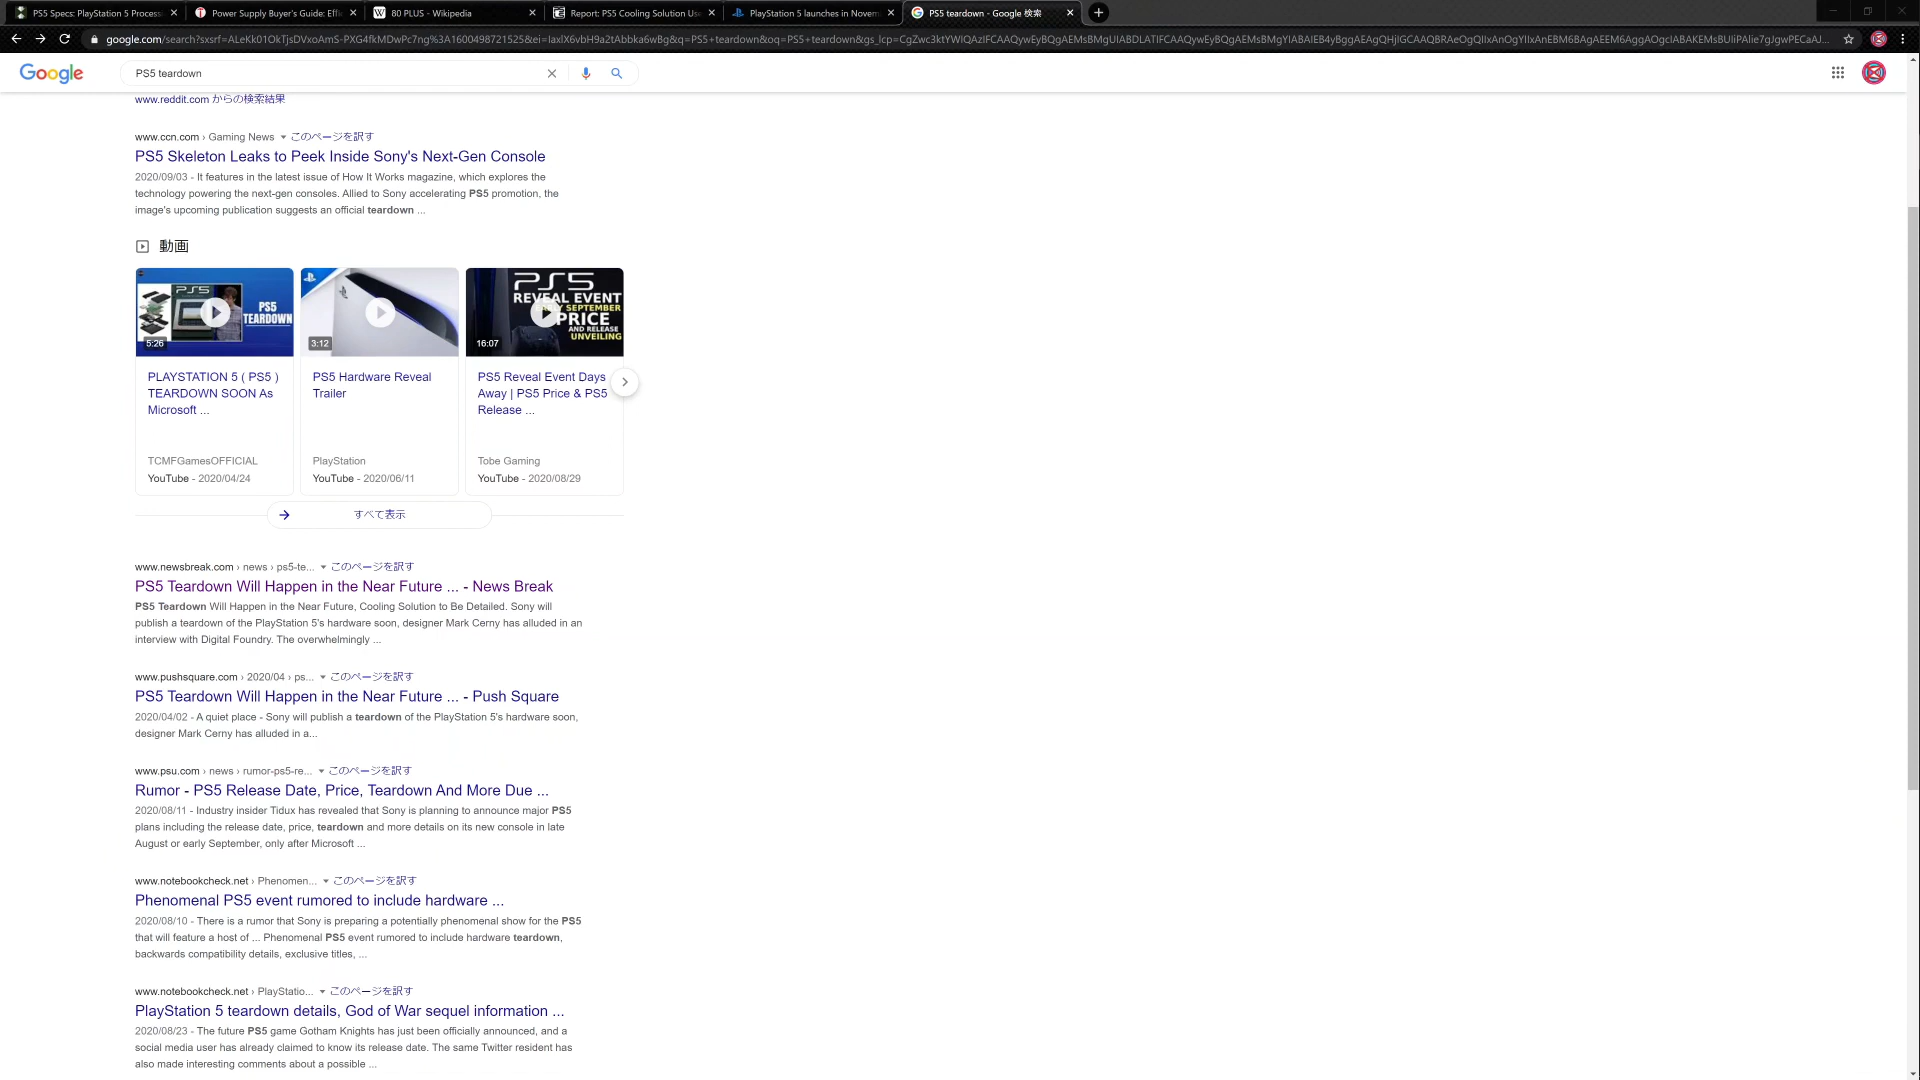 PS5 Specs: PlayStation 5 Process
Power Supply Buyer's Guide: Effi
80 PLUS - Wikipedia
Report: PS5 Cooling Solution Us
PlayStation 5 launches in Novem
PS5 teardown - Google 検索
Google
PS5 teardown
www.reddit.com からの検索結果
www.ccn.com › Gaming News ▼ このページを訳す
PS5 Skeleton Leaks to Peek Inside Sony's Next-Gen Console
2020/09/03 - It features in the latest issue of How It Works magazine, which explores the
technology powering the next-gen consoles. Allied to Sony accelerating PS5 promotion, the
image's upcoming publication suggests an official teardown ...
動画
PS5
PS5 TEARDOWN
5:26
3:12
PS5
REVEAL EVENT
EARLY SEPTEMBER
PRICE
AND RELEASE
UNVEILING
16:07
PLAYSTATION 5 ( PS5 )
TEARDOWN SOON As
Microsoft ...
TCMFGamesOFFICIAL
YouTube - 2020/04/24
PS5 Hardware Reveal
Trailer
PlayStation
YouTube - 2020/06/11
PS5 Reveal Event Days
Away | PS5 Price & PS5
Release ...
Tobe Gaming
YouTube - 2020/08/29
すべて表示
www.newsbreak.com › news › ps5-te... ▼ このページを訳す
PS5 Teardown Will Happen in the Near Future ... - News Break
PS5 Teardown Will Happen in the Near Future, Cooling Solution to Be Detailed. Sony will
publish a teardown of the PlayStation 5's hardware soon, designer Mark Cerny has alluded in an
interview with Digital Foundry. The overwhelmingly ...
www.pushsquare.com › 2020/04 › ps... ▼ このページを訳す
PS5 Teardown Will Happen in the Near Future ... - Push Square
2020/04/02 - A quiet place - Sony will publish a teardown of the PlayStation 5's hardware soon,
designer Mark Cerny has alluded in a...
www.psu.com › news › rumor-ps5-re... ▼ このページを訳す
Rumor - PS5 Release Date, Price, Teardown And More Due ...
2020/08/11 - Industry insider Tidux has revealed that Sony is planning to announce major PS5
plans including the release date, price, teardown and more details on its new console in late
August or early September, only after Microsoft ...
www.notebookcheck.net › Phenomen... ▼ このページを訳す
Phenomenal PS5 event rumored to include hardware ...
2020/08/10 - There is a rumor that Sony is preparing a potentially phenomenal show for the PS5
that will feature a host of ... Phenomenal PS5 event rumored to include hardware teardown,
backwards compatibility details, exclusive titles, ...
www.notebookcheck.net › PlayStatio... ▼ このページを訳す
PlayStation 5 teardown details, God of War sequel information ...
2020/08/23 - The future PS5 game Gotham Knights has just been officially announced, and a
social media user has already claimed to know its release date. The same Twitter resident has
also made interesting comments about a possible ...